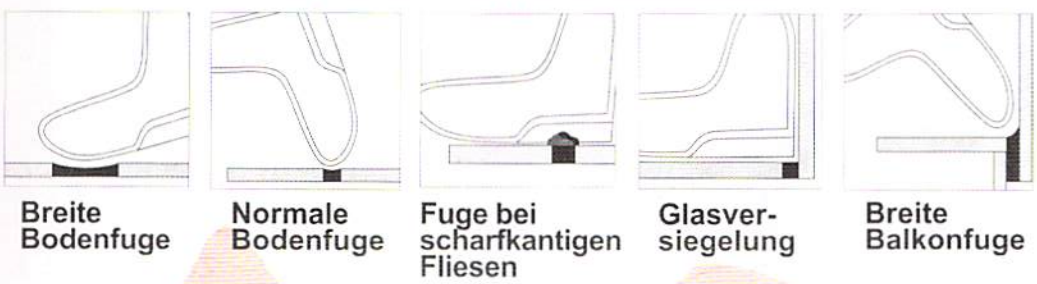 Breite
Bodenfuge
Normale
Bodenfuge
Fuge bei
scharfkantigen
Fliesen
Glasver-
siegelung
Breite
Balkonfuge